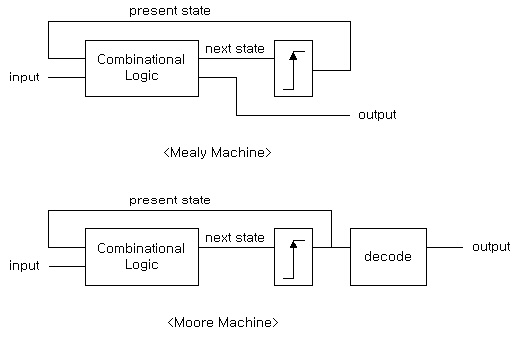 present state
Combinational
Logic
next state
input
output
<Mealy Machine>
present state
Combinational
Logic
next state
decode
output
input
<Moore Machine>